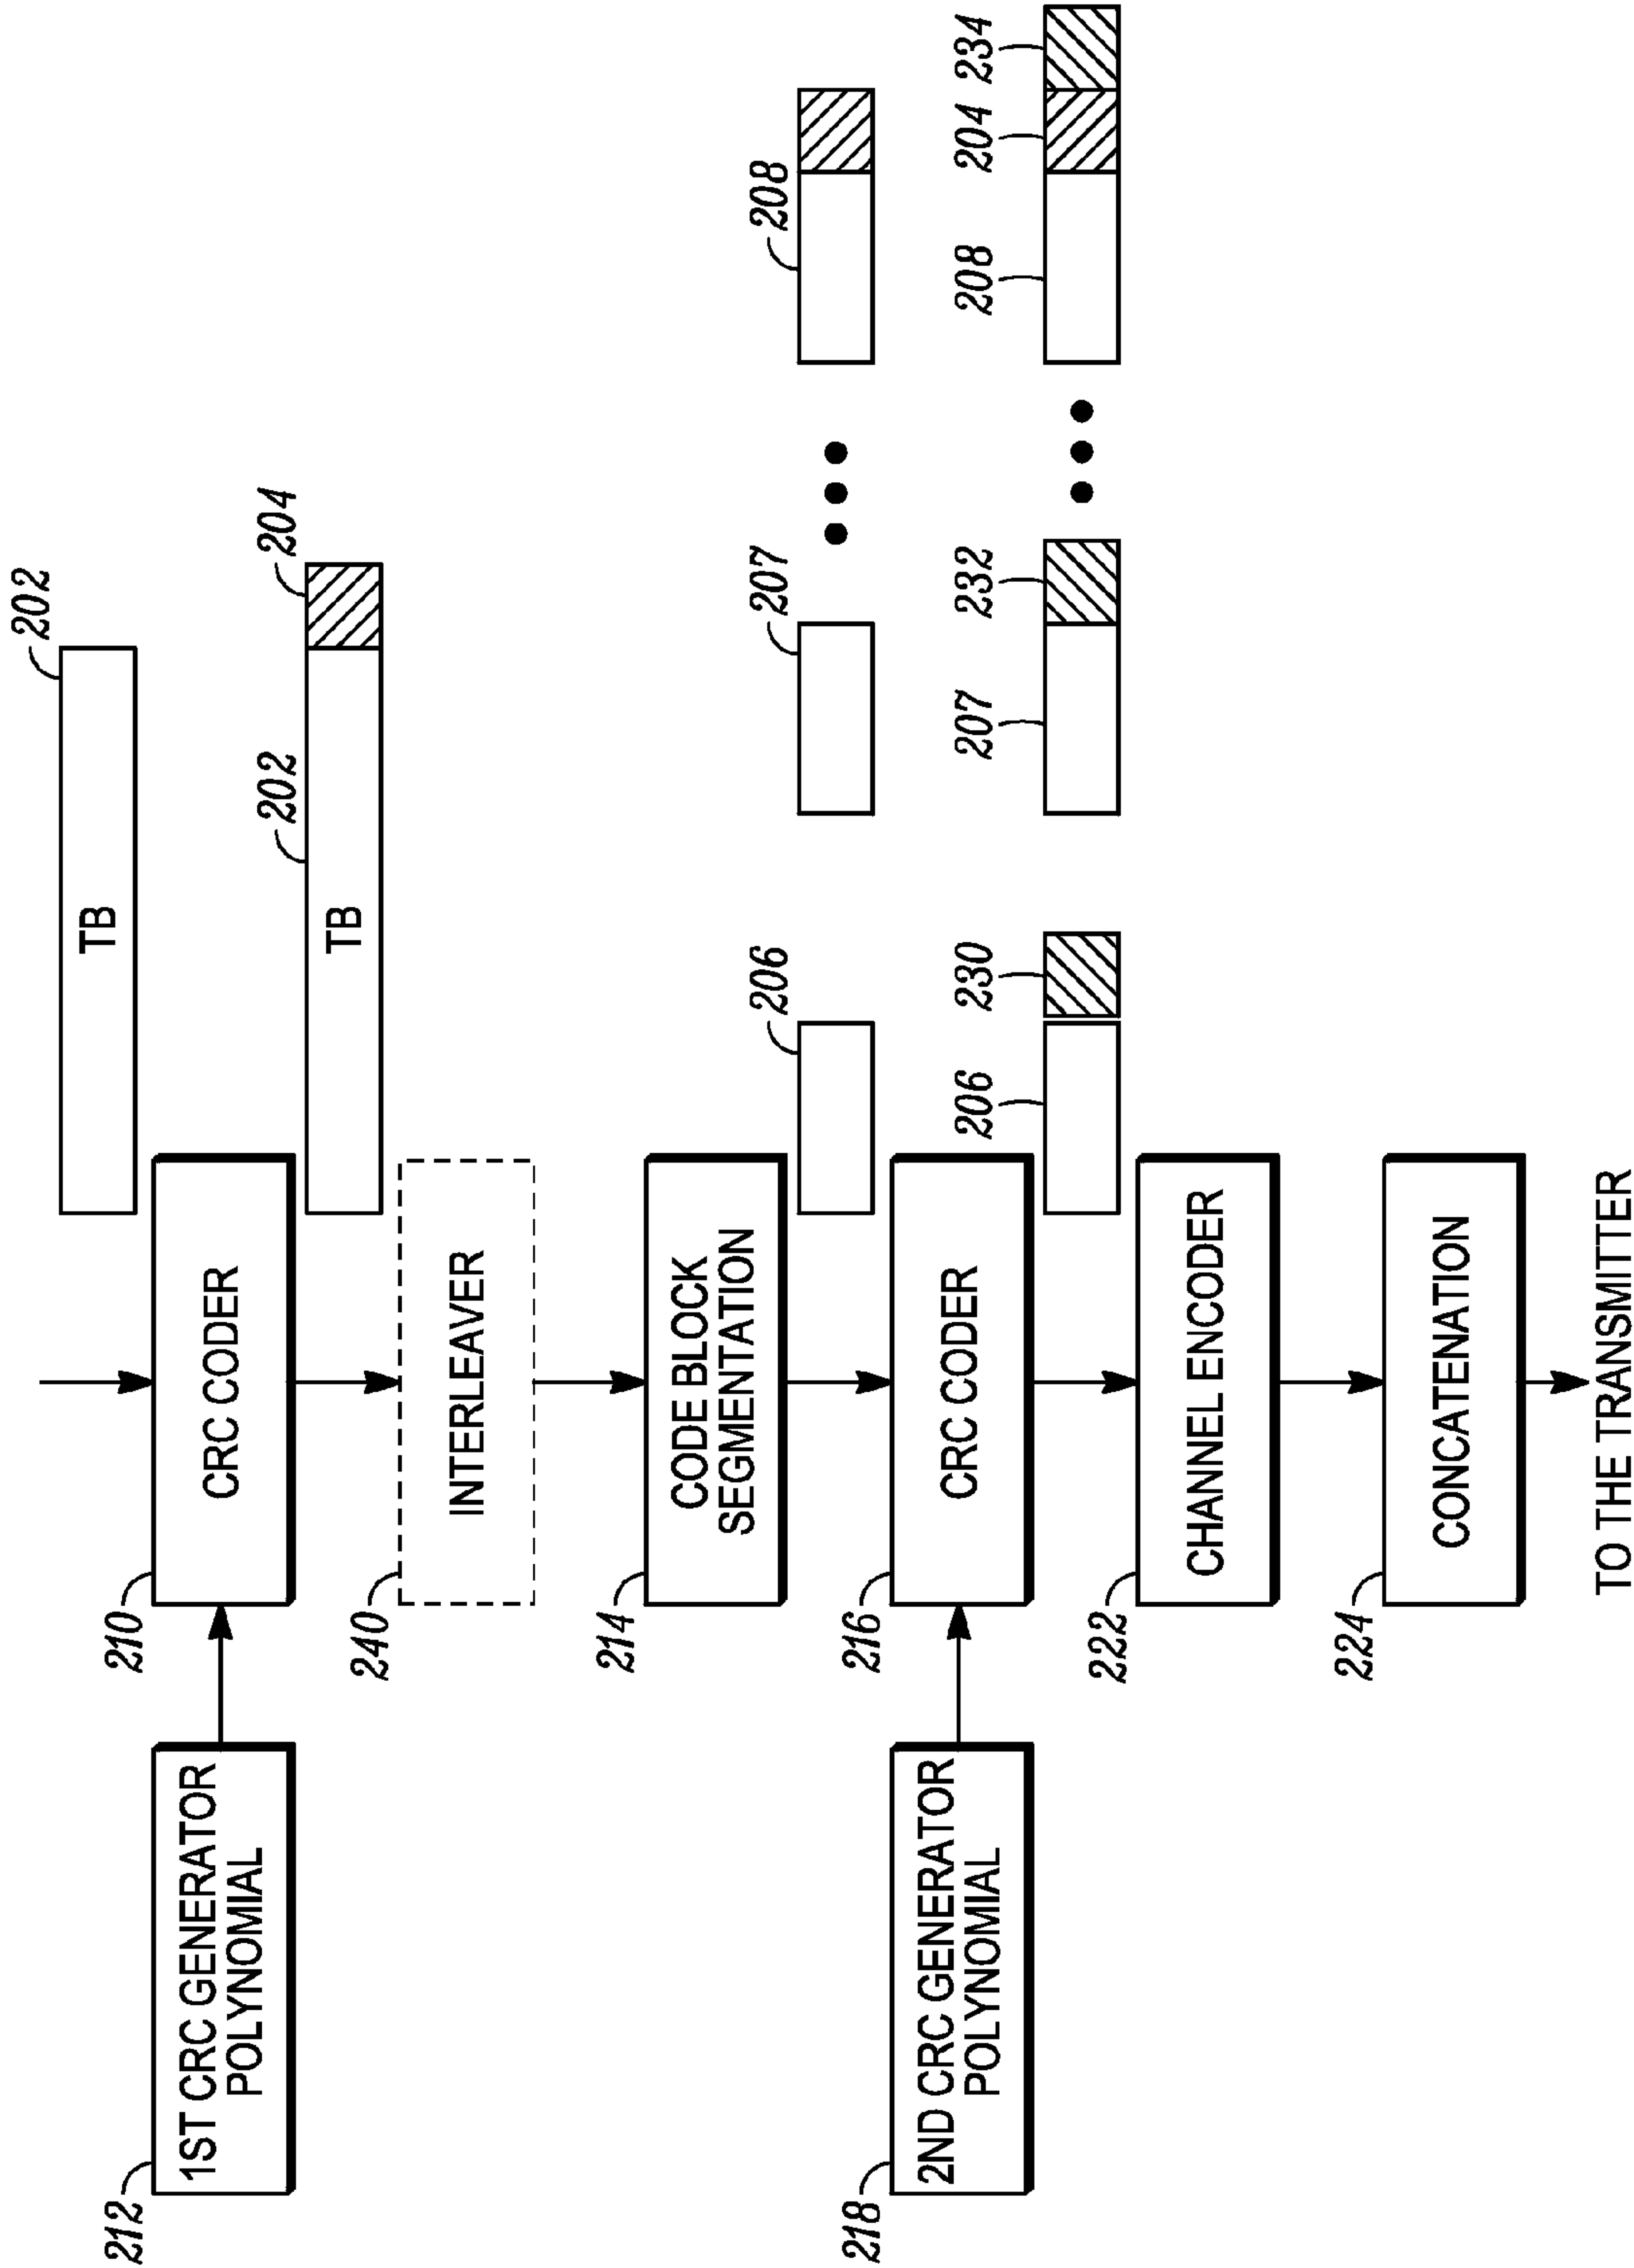 202
TB
212
1ST CRC GENERATOR
POLYNOMIAL
210
CRC CODER
202
204
TB
240
INTERLEAVER
214
CODE BLOCK
SEGMENTATION
206
207
208
218
2ND CRC GENERATOR
POLYNOMIAL
216
CRC CODER
206
230
207
232
208
204
234
222
CHANNEL ENCODER
224
CONCATENATION
TO THE TRANSMITTER